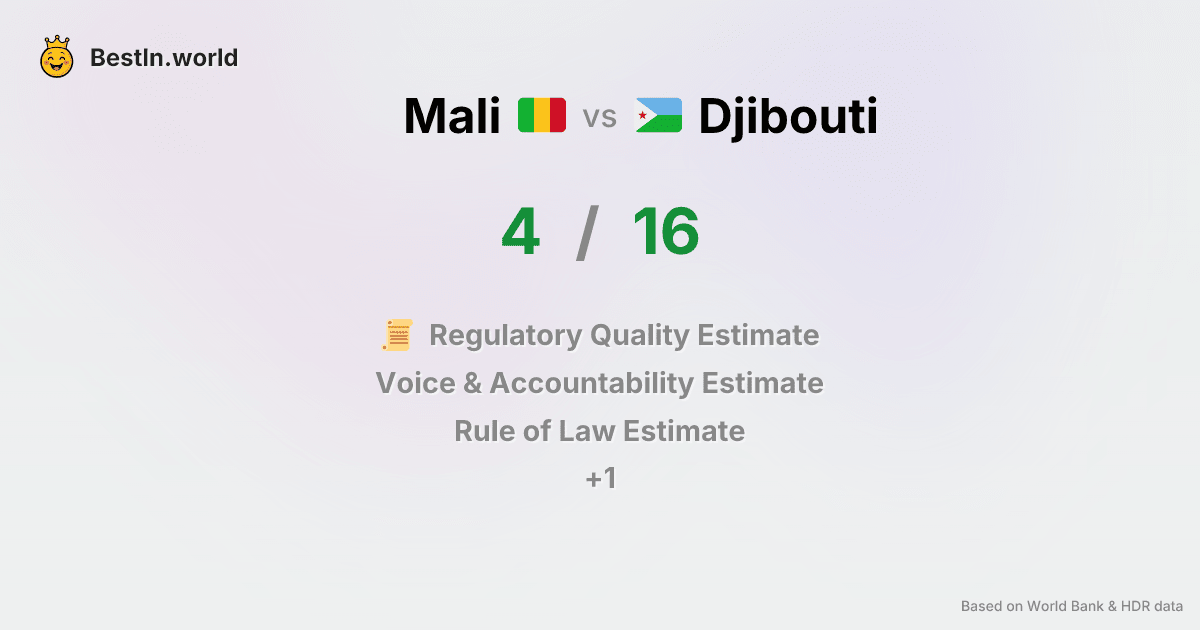 BestIn.world
Mali vs Djibouti
4 / 16
Regulatory Quality Estimate
Voice & Accountability Estimate
Rule of Law Estimate
+1
Based on World Bank & HDR data